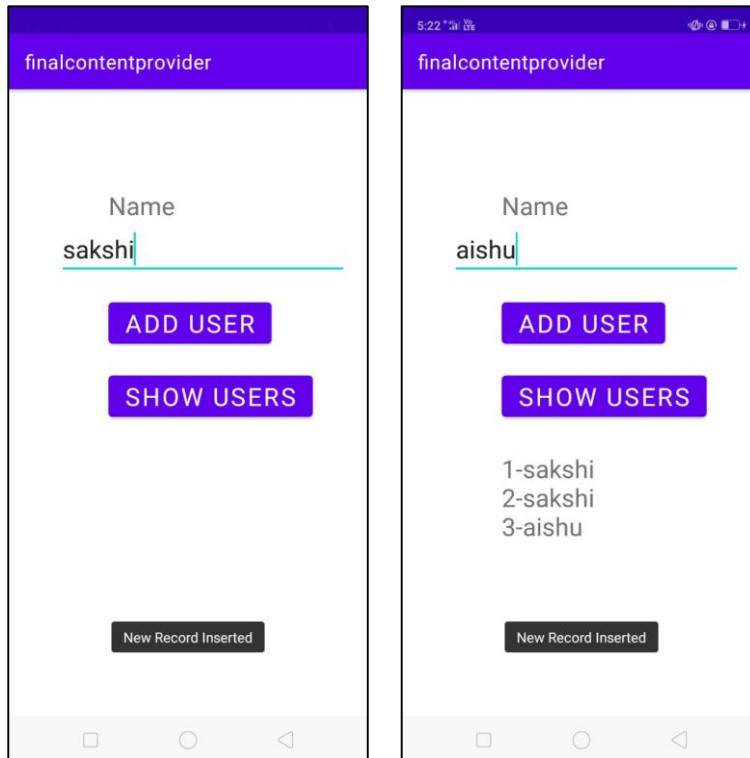 finalcontentprovider
Name
sakshi
ADD USER
SHOW USERS
New Record Inserted
5:22
finalcontentprovider
Name
aishu
ADD USER
SHOW USERS
1-sakshi
2-sakshi
3-aishu
New Record Inserted